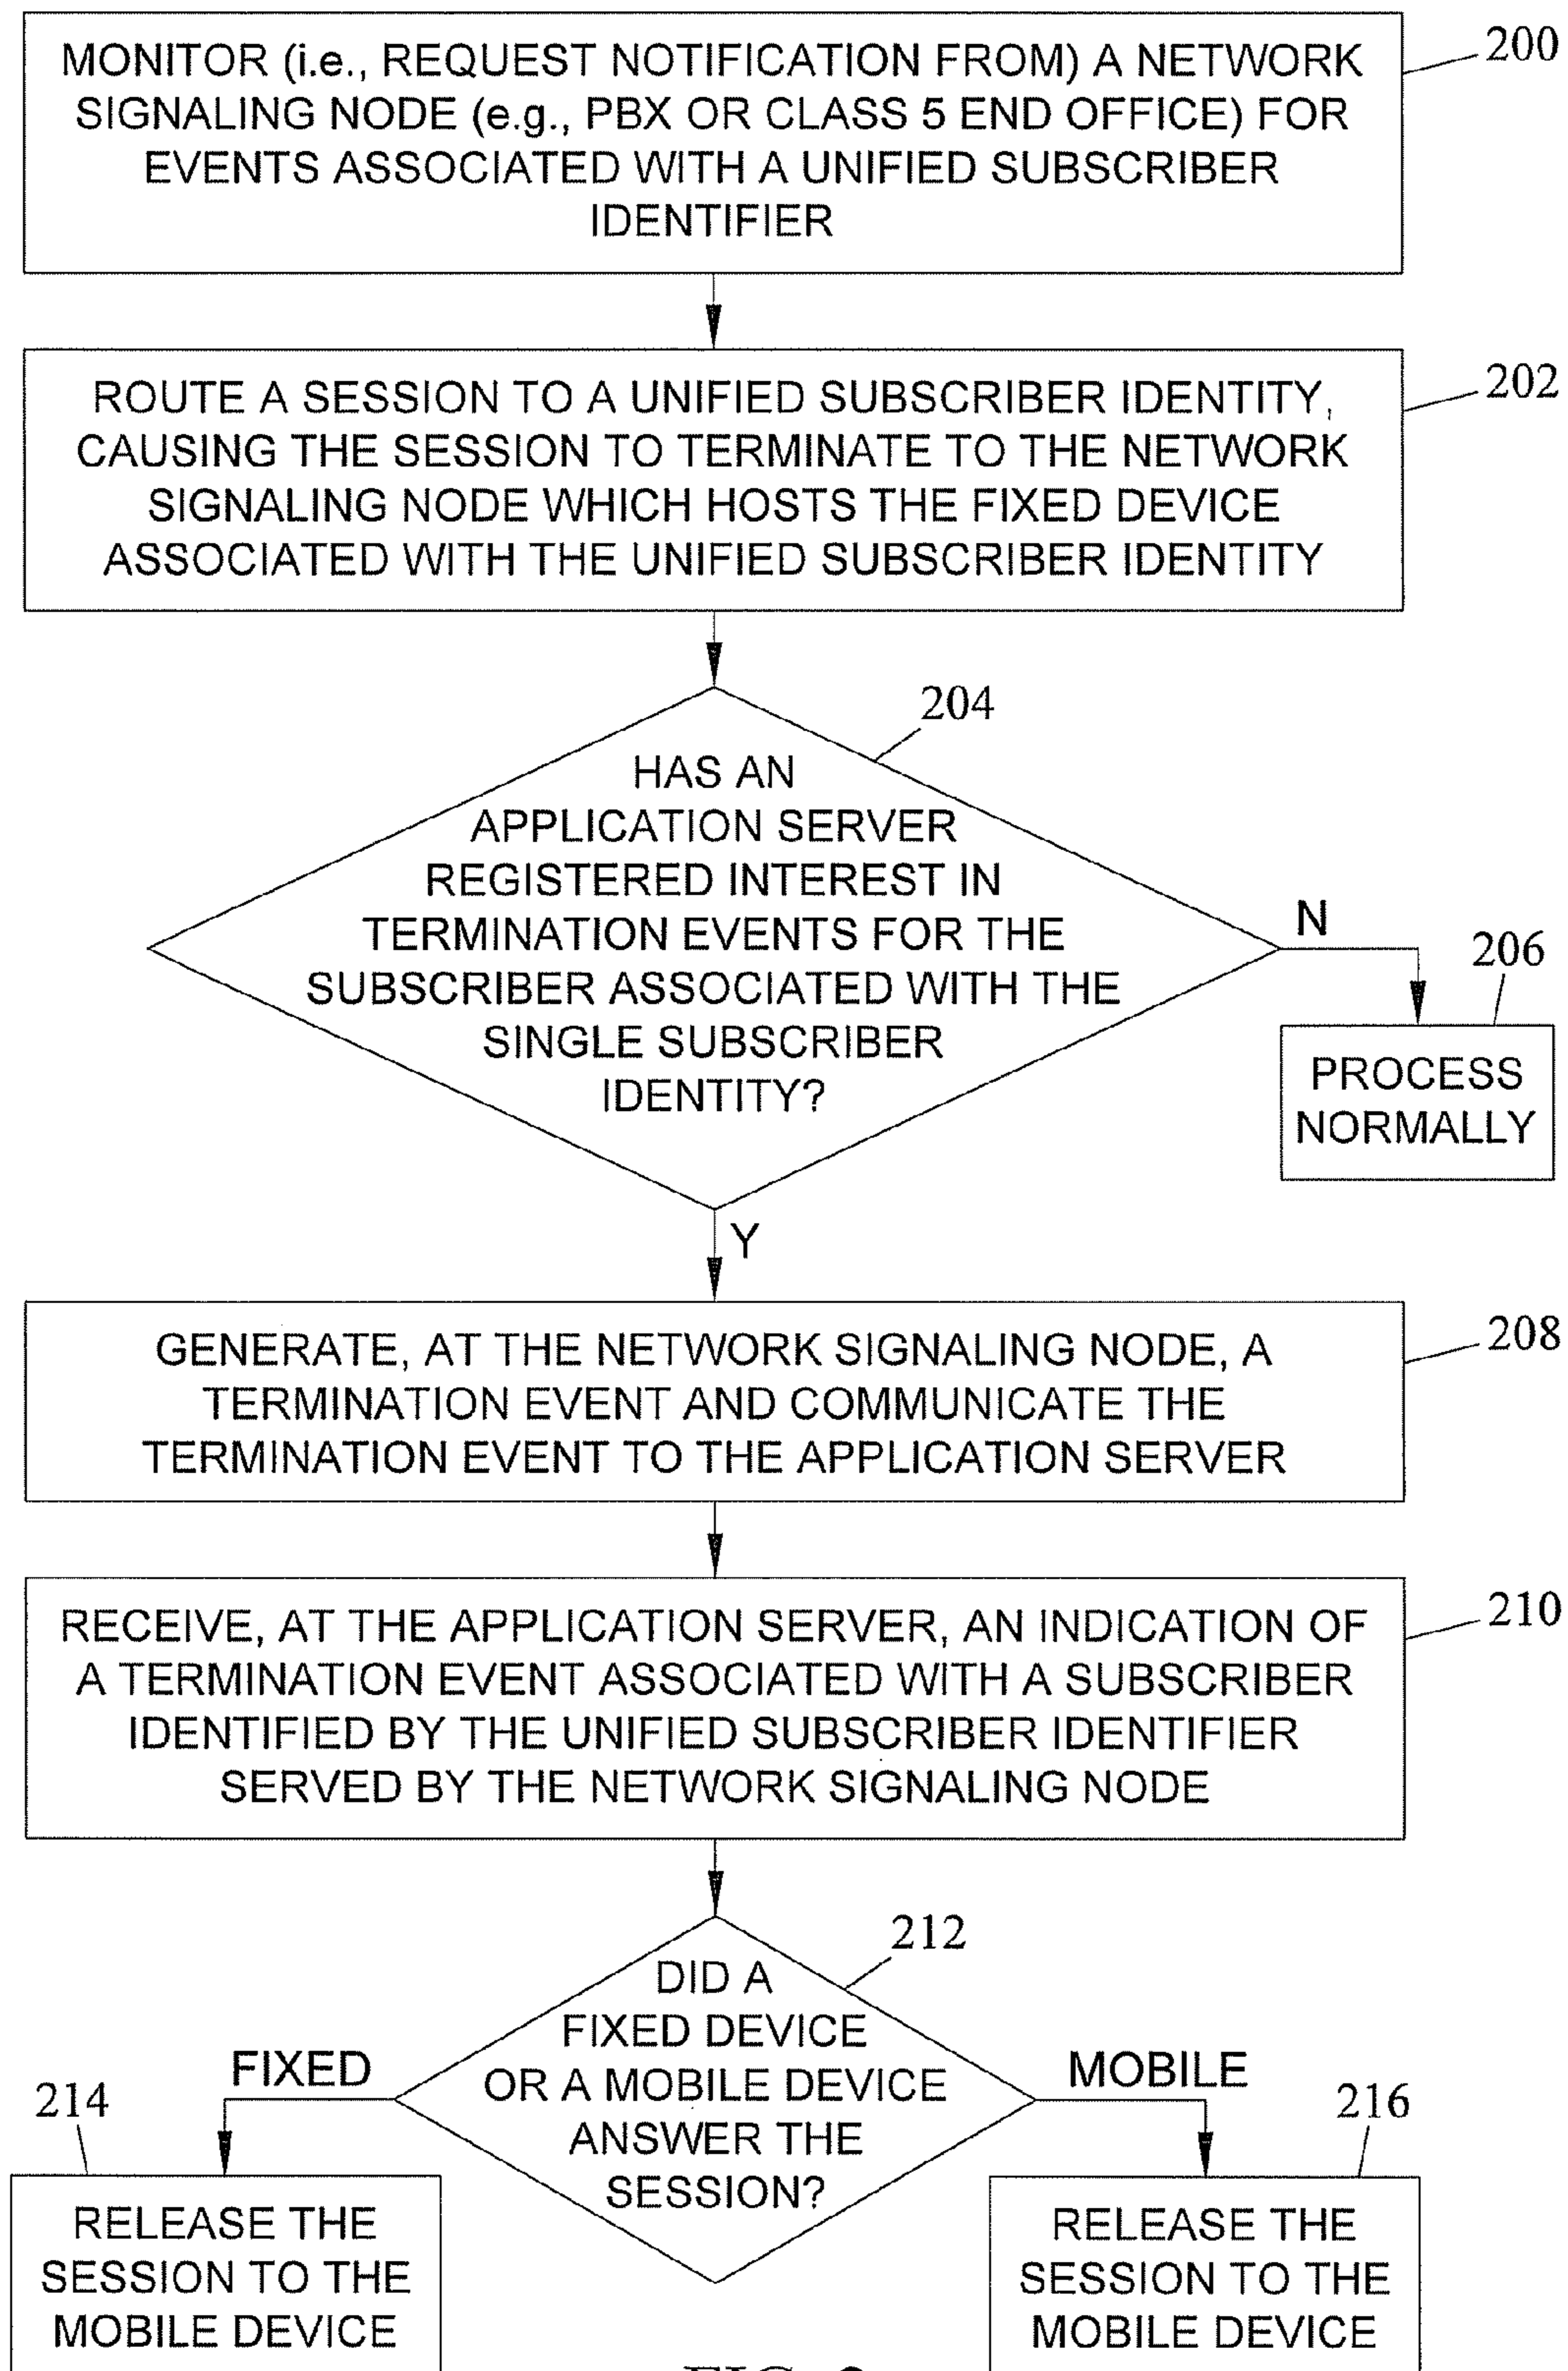 MONITOR (i.e., REQUEST NOTIFICATION FROM) A NETWORK
SIGNALING NODE (e.g., PBX OR CLASS 5 END OFFICE) FOR
EVENTS ASSOCIATED WITH A UNIFIED SUBSCRIBER
IDENTIFIER
200
ROUTE A SESSION TO A UNIFIED SUBSCRIBER IDENTITY,
CAUSING THE SESSION TO TERMINATE TO THE NETWORK
SIGNALING NODE WHICH HOSTS THE FIXED DEVICE
ASSOCIATED WITH THE UNIFIED SUBSCRIBER IDENTITY
202
204
HAS AN
APPLICATION SERVER
REGISTERED INTEREST IN
TERMINATION EVENTS FOR THE
SUBSCRIBER ASSOCIATED WITH THE
SINGLE SUBSCRIBER
IDENTITY?
N
206
PROCESS
NORMALLY
Y
GENERATE, AT THE NETWORK SIGNALING NODE, A
TERMINATION EVENT AND COMMUNICATE THE
TERMINATION EVENT TO THE APPLICATION SERVER
208
RECEIVE, AT THE APPLICATION SERVER, AN INDICATION OF
A TERMINATION EVENT ASSOCIATED WITH A SUBSCRIBER
IDENTIFIED BY THE UNIFIED SUBSCRIBER IDENTIFIER
SERVED BY THE NETWORK SIGNALING NODE
210
212
DID A
FIXED DEVICE
OR A MOBILE DEVICE
ANSWER THE
SESSION?
FIXED
MOBILE
214
RELEASE THE
SESSION TO THE
MOBILE DEVICE
216
RELEASE THE
SESSION TO THE
MOBILE DEVICE